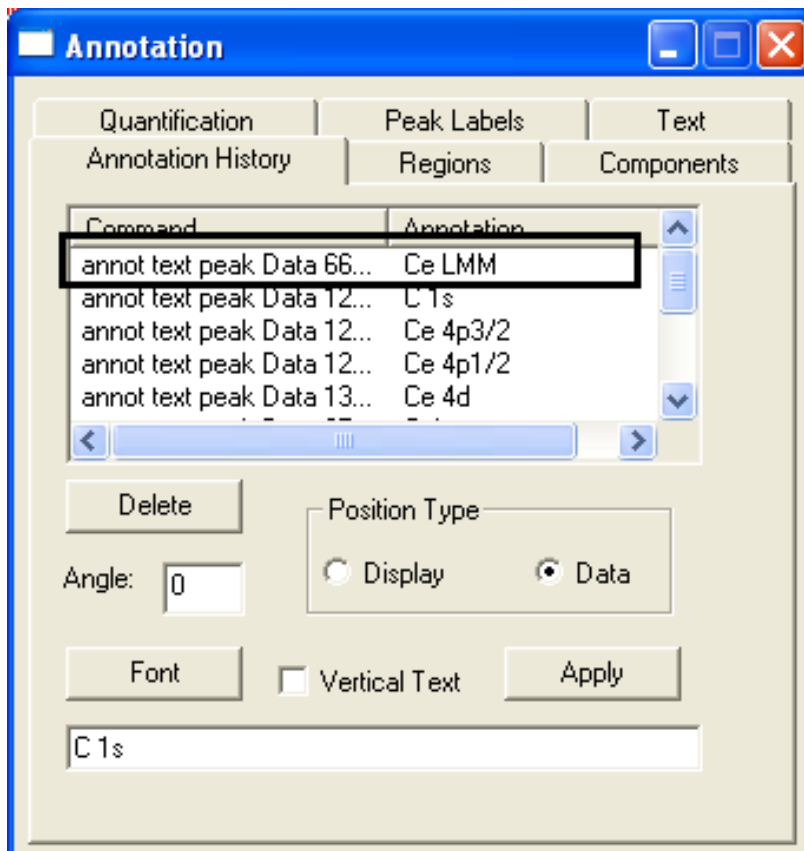 Annotation
Quantification Peak Labels Text
Annotation History Regions Components
Command Annotation
annot text peak Data 66... Ce LMM
annot text peak Data 12... C 1s
annot text peak Data 12... Ce 4p3/2
annot text peak Data 12... Ce 4p1/2
annot text peak Data 13... Ce 4d
Delete
Position Type
Angle: 0 Display Data
Font Vertical Text Apply
C 1s